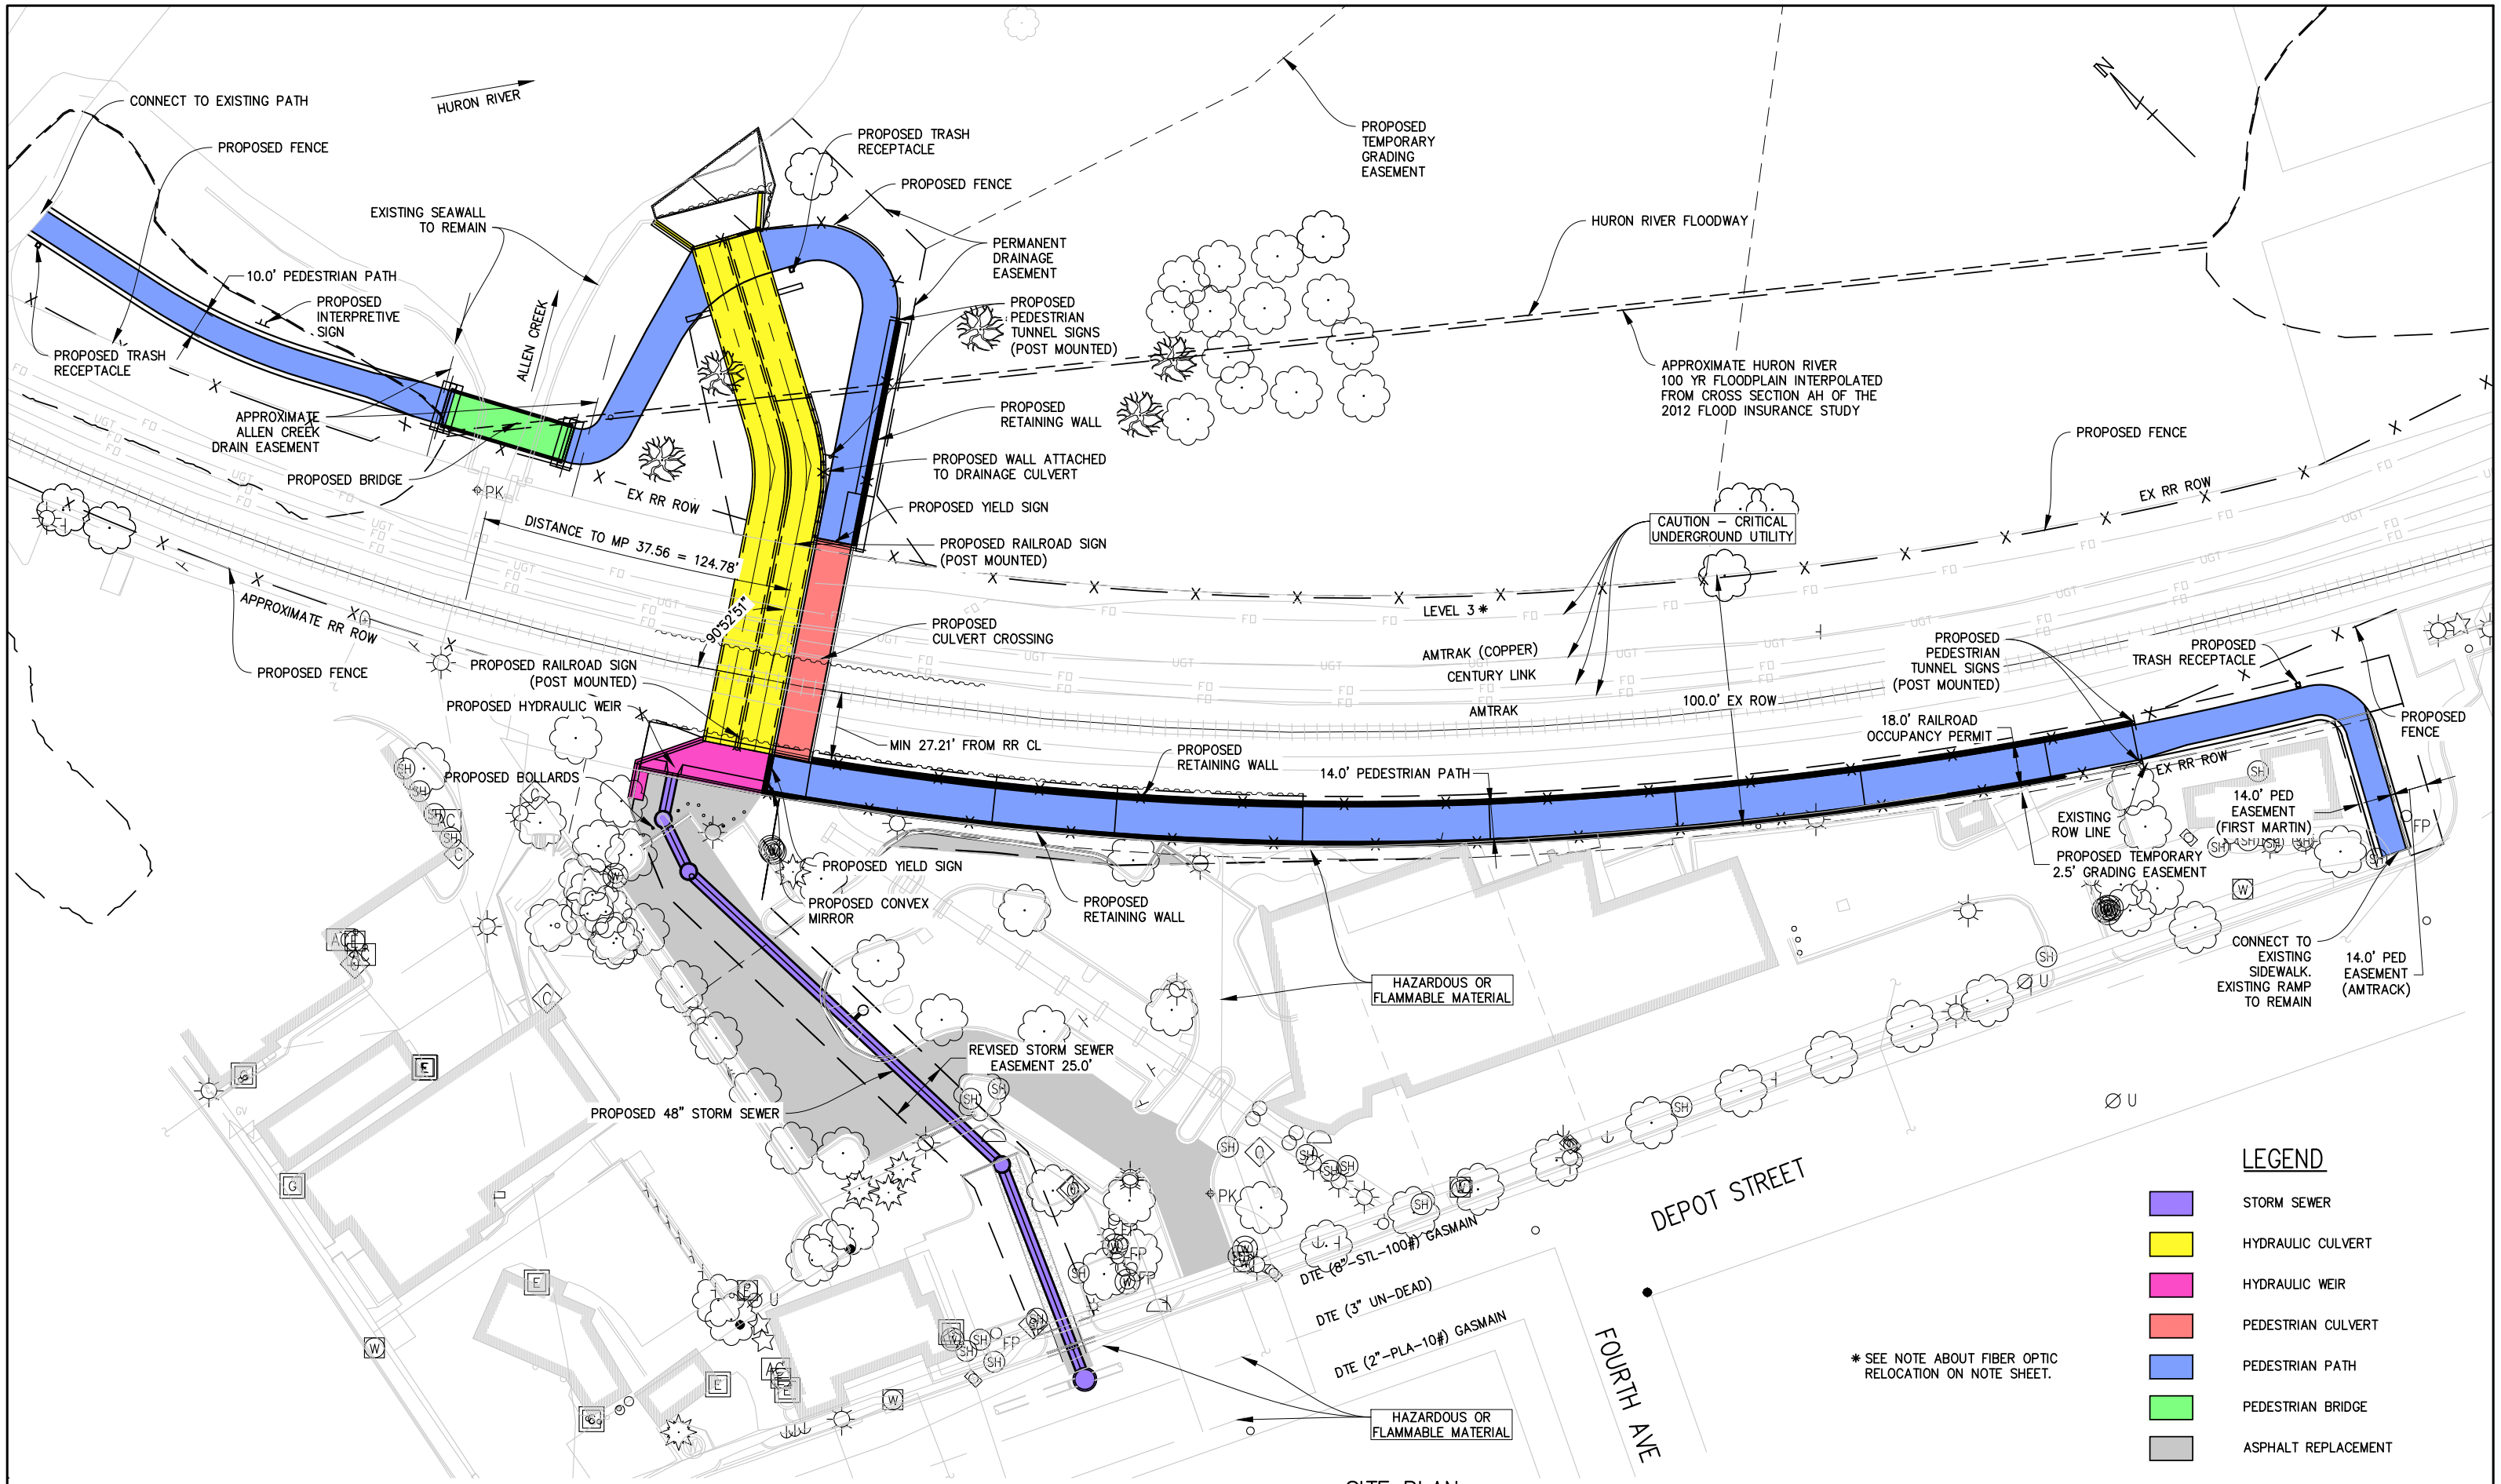 CONNECT TO EXISTING PATH
HURON RIVER
PROPOSED FENCE
PROPOSED TRASH
RECEPTACLE
PROPOSED
TEMPORARY
GRADING
EASEMENT
N
PROPOSED FENCE
EXISTING SEAWALL
TO REMAIN
HURON RIVER FLOODWAY
PERMANENT
DRAINAGE
EASEMENT
10.0' PEDESTRIAN PATH
PROPOSED
INTERPRETIVE
SIGN
ALLEN CREEK
PROPOSED
PEDESTRIAN
TUNNEL SIGNS
(POST MOUNTED)
PROPOSED TRASH
RECEPTACLE
APPROXIMATE HURON RIVER
100 YR FLOODPLAIN INTERPOLATED
FROM CROSS SECTION AH OF THE
2012 FLOOD INSURANCE STUDY
APPROXIMATE
ALLEN CREEK
DRAIN EASEMENT
PROPOSED
RETAINING WALL
PROPOSED FENCE
PROPOSED BRIDGE
PK
EX RR ROW
PROPOSED WALL ATTACHED
TO DRAINAGE CULVERT
EX RR ROW
PROPOSED YIELD SIGN
DISTANCE TO MP 37.56 = 124.78'
CAUTION – CRITICAL
UNDERGROUND UTILITY
PROPOSED RAILROAD SIGN
(POST MOUNTED)
APPROXIMATE RR ROW
90°52'51"
LEVEL 3 *
PROPOSED
CULVERT CROSSING
PROPOSED FENCE
PROPOSED RAILROAD SIGN
(POST MOUNTED)
AMTRAK (COPPER)
CENTURY LINK
PROPOSED
PEDESTRIAN
TUNNEL SIGNS
(POST MOUNTED)
PROPOSED
TRASH RECEPTACLE
PROPOSED HYDRAULIC WEIR
AMTRAK
100.0' EX ROW
18.0' RAILROAD
OCCUPANCY PERMIT
PROPOSED
FENCE
MIN 27.21' FROM RR CL
PROPOSED
RETAINING WALL
14.0' PEDESTRIAN PATH
EX RR ROW
PROPOSED BOLLARDS
14.0' PED
EASEMENT
(FIRST MARTIN)
EXISTING
ROW LINE
FP
PROPOSED YIELD SIGN
PROPOSED TEMPORARY
2.5' GRADING EASEMENT
PROPOSED CONVEX
MIRROR
PROPOSED
RETAINING WALL
CONNECT TO
EXISTING
SIDEWALK.
EXISTING RAMP
TO REMAIN
14.0' PED
EASEMENT
(AMTRACK)
HAZARDOUS OR
FLAMMABLE MATERIAL
REVISED STORM SEWER
EASEMENT 25.0'
PROPOSED 48" STORM SEWER
PK
DEPOT STREET
DTE (8"-STL-100#) GASMAIN
DTE (3" UN-DEAD)
DTE (2"-PLA-10#) GASMAIN
FOURTH AVE
HAZARDOUS OR
FLAMMABLE MATERIAL
* SEE NOTE ABOUT FIBER OPTIC
RELOCATION ON NOTE SHEET.
LEGEND
STORM SEWER
HYDRAULIC CULVERT
HYDRAULIC WEIR
PEDESTRIAN CULVERT
PEDESTRIAN PATH
PEDESTRIAN BRIDGE
ASPHALT REPLACEMENT
SITE PLAN